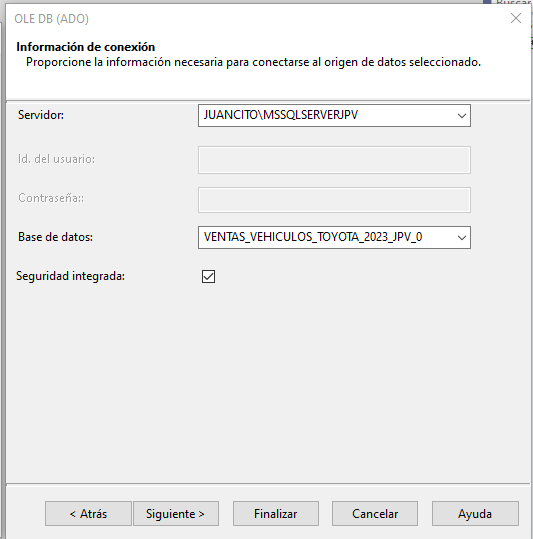 Buscar
OLE DB (ADO)
Información de conexión
Proporcione la información necesaria para conectarse al origen de datos seleccionado.
Servidor:
JUANCITO\MSSQLSERVERJPV
Id. del usuario:
Contraseña::
Base de datos:
VENTAS_VEHICULOS_TOYOTA_2023_JPV_0
Seguridad integrada:
< Atrás
Siguiente >
Finalizar
Cancelar
Ayuda